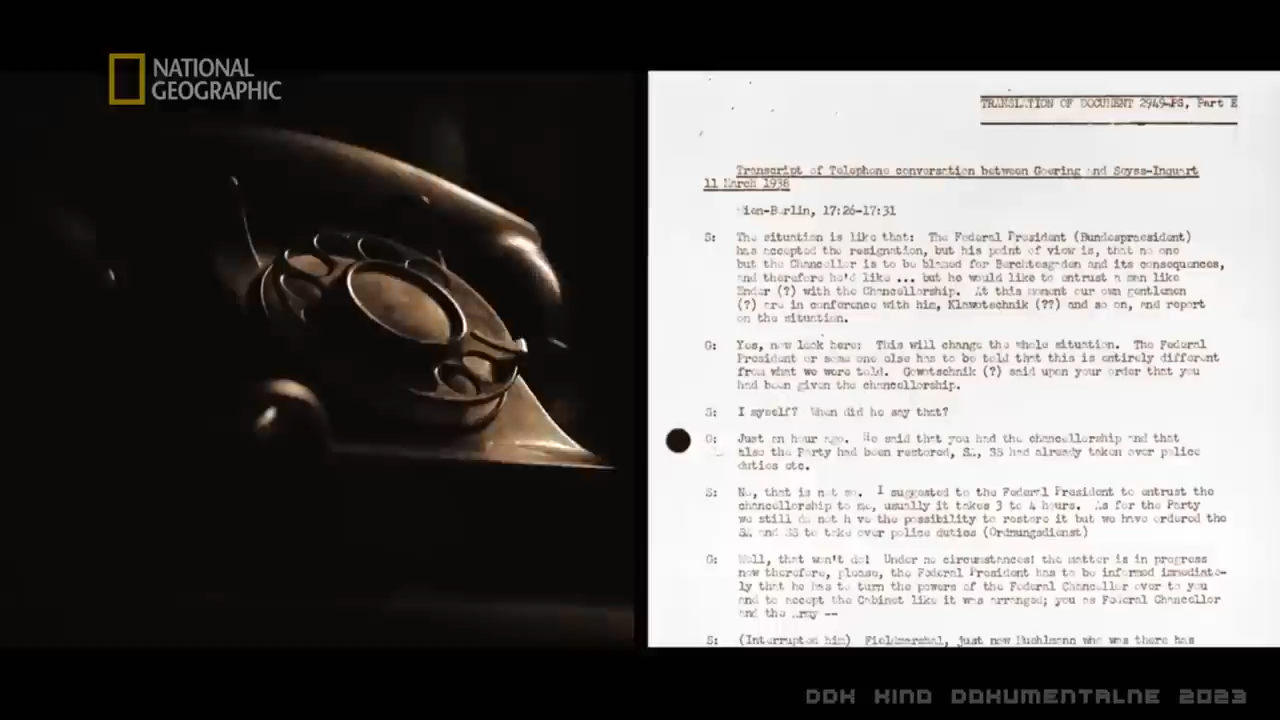 NATIONAL
GEOGRAPHIC
TRANSLATION OF DOCUMENT 2949-PS, Part E
Transcript of Telephone conversation between Goering and Seyss-Inquart
11 March 1938
ien-Berlin, 17:26-17:31
S: The situation is like that: The Federal President (Bundespraesident)
has accepted the resignation, but his point of view is, that no one
but the Chancellor is to be blamed for Berchtesgaden and its consequences,
and therefore he'd like ... but he would like to entrust a man like
Ender (?) with the Chancellorship. At this moment our own gentlemen
(?) are in conference with him, Klawotechnik (??) and so on, and report
on the situation.
G: Yes, now look here: This will change the whole situation. The Federal
President or some one else has to be told that this is entirely different
from what we were told. Gowotschnik (?) said upon your order that you
had been given the chancellorship.
S: I myself? When did he say that?
G: Just an hour ago. He said that you had the chancellorship and that
also the Party had been restored, SA, SS had already taken over police
duties etc.
S: No, that is not so. I suggested to the Federal President to entrust the
chancellorship to me, usually it takes 3 to 4 hours. As for the Party
we still do not have the possibility to restore it but we have ordered the
SA and SS to take over police duties (Ordnungsdienst)
G: Well, that won't do! Under no circumstances! the matter is in progress
now therefore, please, the Federal President has to be informed immediate-
ly that he has to turn the powers of the Federal Chancellor over to you
and to accept the Cabinet like it was arranged; you as Federal Chancellor
and the Army --
S: (Interrupted him) Fieldmarshal, just now Muehlmann who was there has
DDK KINO DOKUMENTALNE 2023